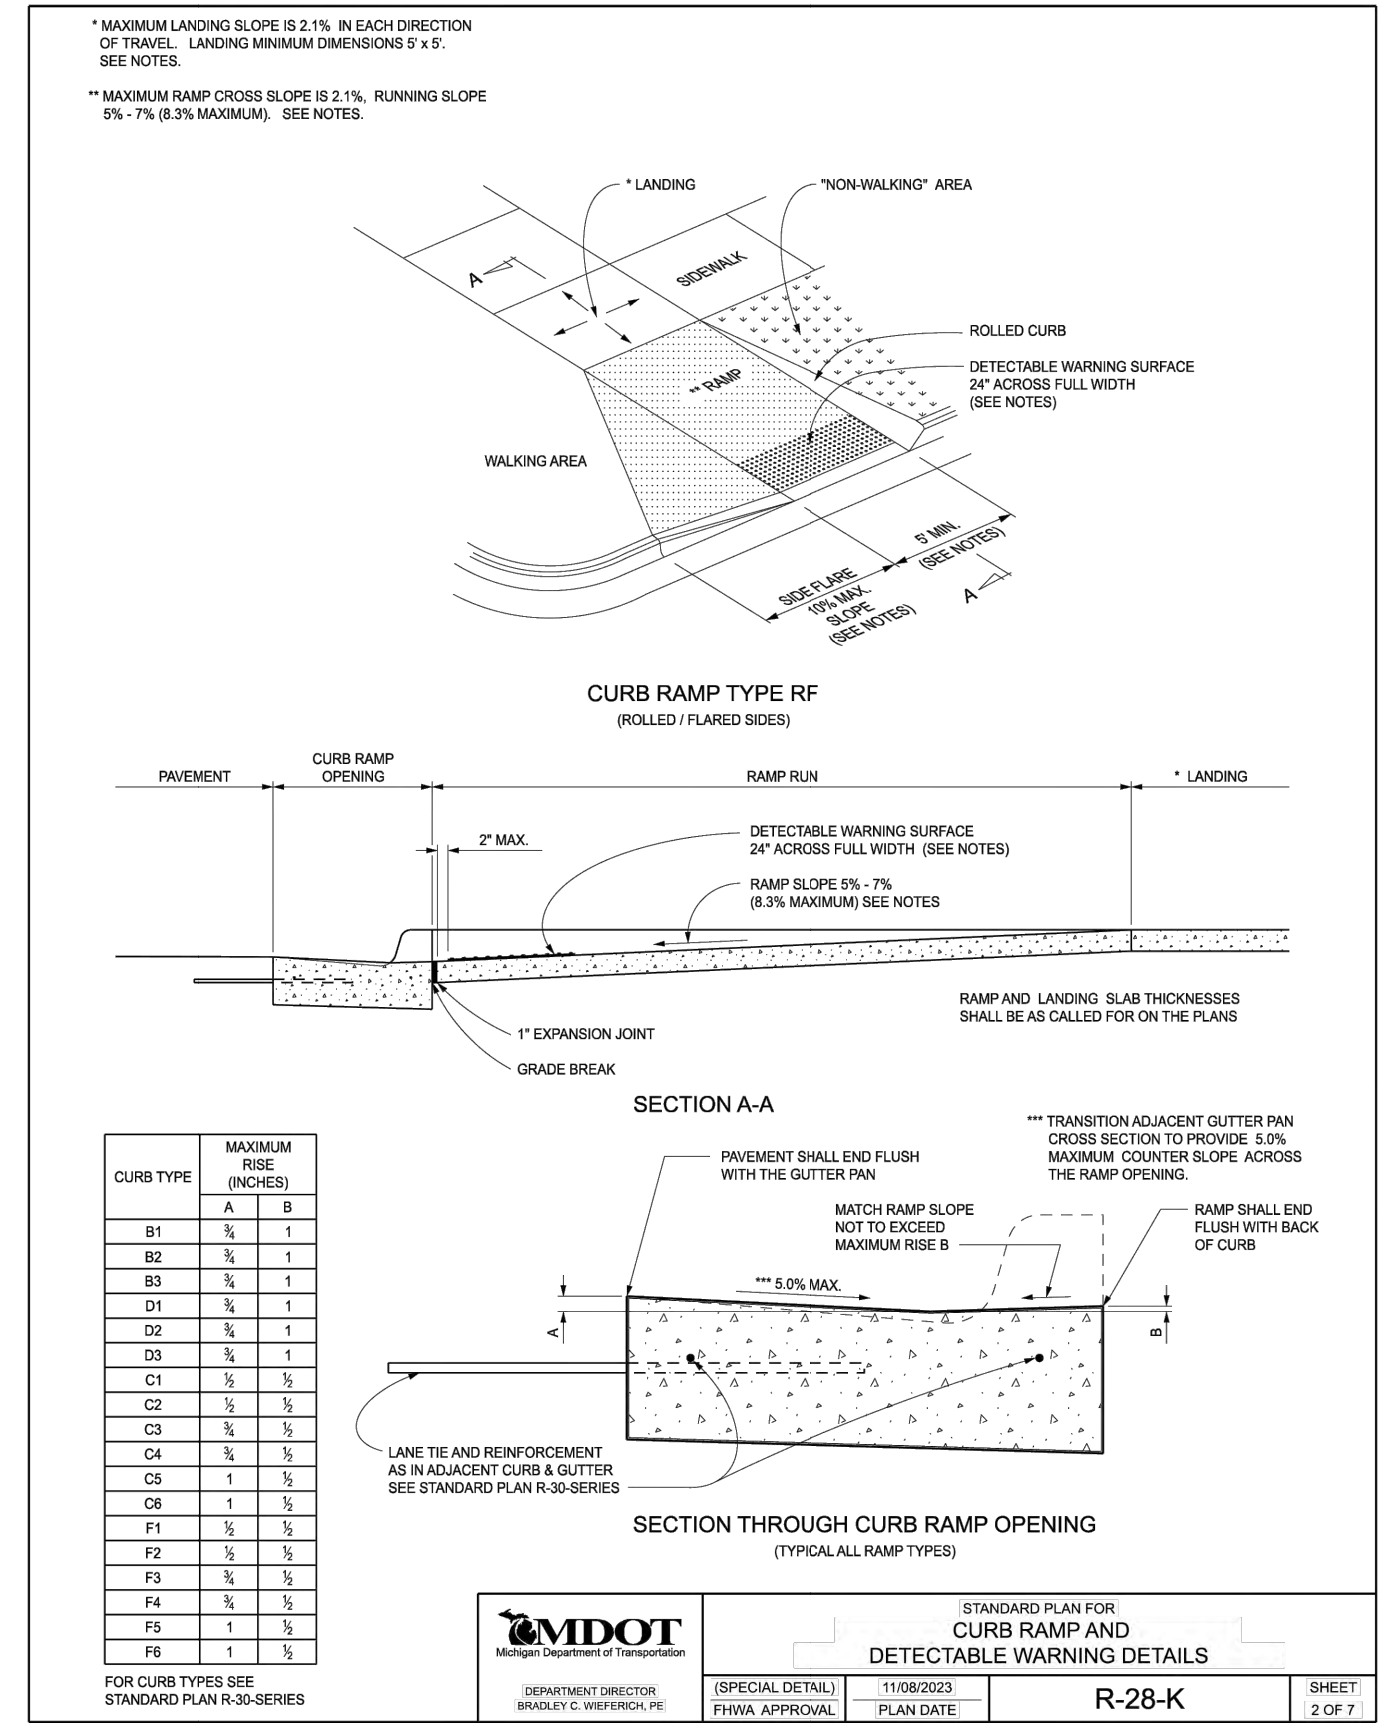 * MAXIMUM LANDING SLOPE IS 2.1% IN EACH DIRECTION
OF TRAVEL. LANDING MINIMUM DIMENSIONS 5' x 5'.
SEE NOTES.
** MAXIMUM RAMP CROSS SLOPE IS 2.1%, RUNNING SLOPE
5% - 7% (8.3% MAXIMUM). SEE NOTES.
* LANDING
"NON-WALKING" AREA
A
SIDEWALK
ROLLED CURB
DETECTABLE WARNING SURFACE
24" ACROSS FULL WIDTH
(SEE NOTES)
** RAMP
WALKING AREA
5' MIN.
(SEE NOTES)
A
SIDE FLARE
10% MAX.
SLOPE
(SEE NOTES)
CURB RAMP TYPE RF
(ROLLED / FLARED SIDES)
PAVEMENT
CURB RAMP
OPENING
RAMP RUN
* LANDING
2" MAX.
DETECTABLE WARNING SURFACE
24" ACROSS FULL WIDTH (SEE NOTES)
RAMP SLOPE 5% - 7%
(8.3% MAXIMUM) SEE NOTES
RAMP AND LANDING SLAB THICKNESSES
SHALL BE AS CALLED FOR ON THE PLANS
1" EXPANSION JOINT
GRADE BREAK
SECTION A-A
CURB TYPE
MAXIMUM
RISE
(INCHES)
A B
B1 ¾ 1
B2 ¾ 1
B3 ¾ 1
D1 ¾ 1
D2 ¾ 1
D3 ¾ 1
C1 ½ ½
C2 ½ ½
C3 ¾ ½
C4 ¾ ½
C5 1 ½
C6 1 ½
F1 ½ ½
F2 ½ ½
F3 ¾ ½
F4 ¾ ½
F5 1 ½
F6 1 ½
FOR CURB TYPES SEE
STANDARD PLAN R-30-SERIES
*** TRANSITION ADJACENT GUTTER PAN
CROSS SECTION TO PROVIDE 5.0%
MAXIMUM COUNTER SLOPE ACROSS
THE RAMP OPENING.
PAVEMENT SHALL END FLUSH
WITH THE GUTTER PAN
MATCH RAMP SLOPE
NOT TO EXCEED
MAXIMUM RISE B
RAMP SHALL END
FLUSH WITH BACK
OF CURB
*** 5.0% MAX.
A
B
LANE TIE AND REINFORCEMENT
AS IN ADJACENT CURB & GUTTER
SEE STANDARD PLAN R-30-SERIES
SECTION THROUGH CURB RAMP OPENING
(TYPICAL ALL RAMP TYPES)
MDOT
Michigan Department of Transportation
DEPARTMENT DIRECTOR
BRADLEY C. WIEFERICH, PE
STANDARD PLAN FOR
CURB RAMP AND
DETECTABLE WARNING DETAILS
(SPECIAL DETAIL)
FHWA APPROVAL
11/08/2023
PLAN DATE
R-28-K
SHEET
2 OF 7